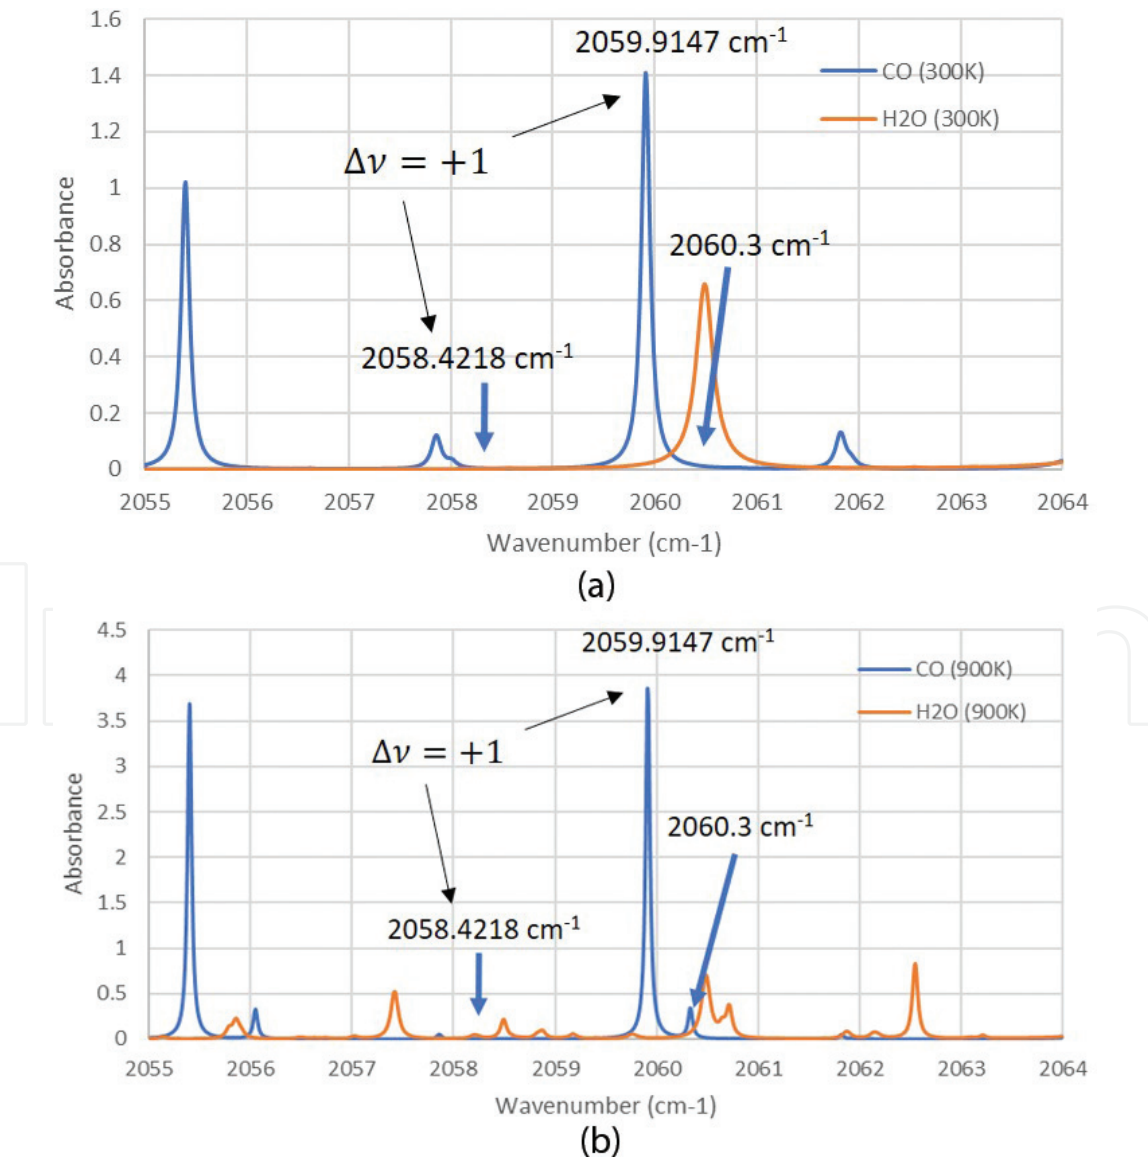 1.6
2059.9147 cm-1
1.4
CO (300K)
H2O (300K)
1.2
Δν = +1
1
2060.3 cm-1
0.8
0.6
2058.4218 cm-1
0.4
0.2
0
Absorbance
2055 2056 2057 2058 2059 2060 2061 2062 2063 2064
Wavenumber (cm-1)
(a)
4.5
2059.9147 cm-1
4
CO (900K)
H2O (900K)
3.5
Δν = +1
3
2.5
2060.3 cm-1
2
1.5
2058.4218 cm-1
1
0.5
0
Absorbance
2055 2056 2057 2058 2059 2060 2061 2062 2063 2064
Wavenumber (cm-1)
(b)